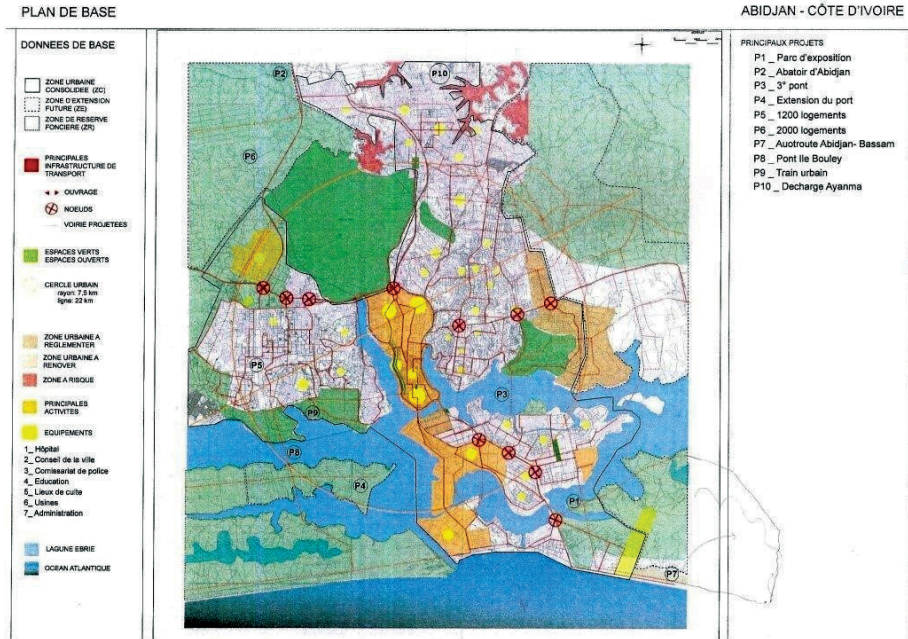 PLAN DE BASE
ABIDJAN - CÔTE D'IVOIRE
DONNEES DE BASE
ZONE URBAINE
CONSOLIDEE (ZC)
ZONE D'EXTENSION
FUTURE (ZE)
ZONE DE RESERVE
FONCIERE (ZR)
PRINCIPALES
INFRASTRUCTURE DE
TRANSPORT
OUVRAGE
NOEUDS
VOIRIE PROJETEES
ESPACES VERTS
ESPACES OUVERTS
CERCLE URBAIN
rayon: 7,5 km
ligne: 22 km
ZONE URBAINE A
REGLEMENTER
ZONE URBAINE A
RENOVER
ZONE A RISQUE
PRINCIPALES
ACTIVITES
EQUIPEMENTS
1_ Hôpital
2_ Conseil de la ville
3_ Comissariat de police
4_ Education
5_ Lieux de culte
6_ Usines
7_ Administration
LAGUNE EBRIE
OCEAN ATLANTIQUE
P2
P10
P6
P5
P3
P9
P8
P4
P1
P7
PRINCIPAUX PROJETS
P1 _ Parc d'exposition
P2 _ Abatoir d'Abidjan
P3 _ 3° pont
P4 _ Extension du port
P5 _ 1200 logements
P6 _ 2000 logements
P7 _ Auotroute Abidjan- Bassam
P8 _ Pont Ile Bouley
P9 _ Train urbain
P10 _ Decharge Ayanma